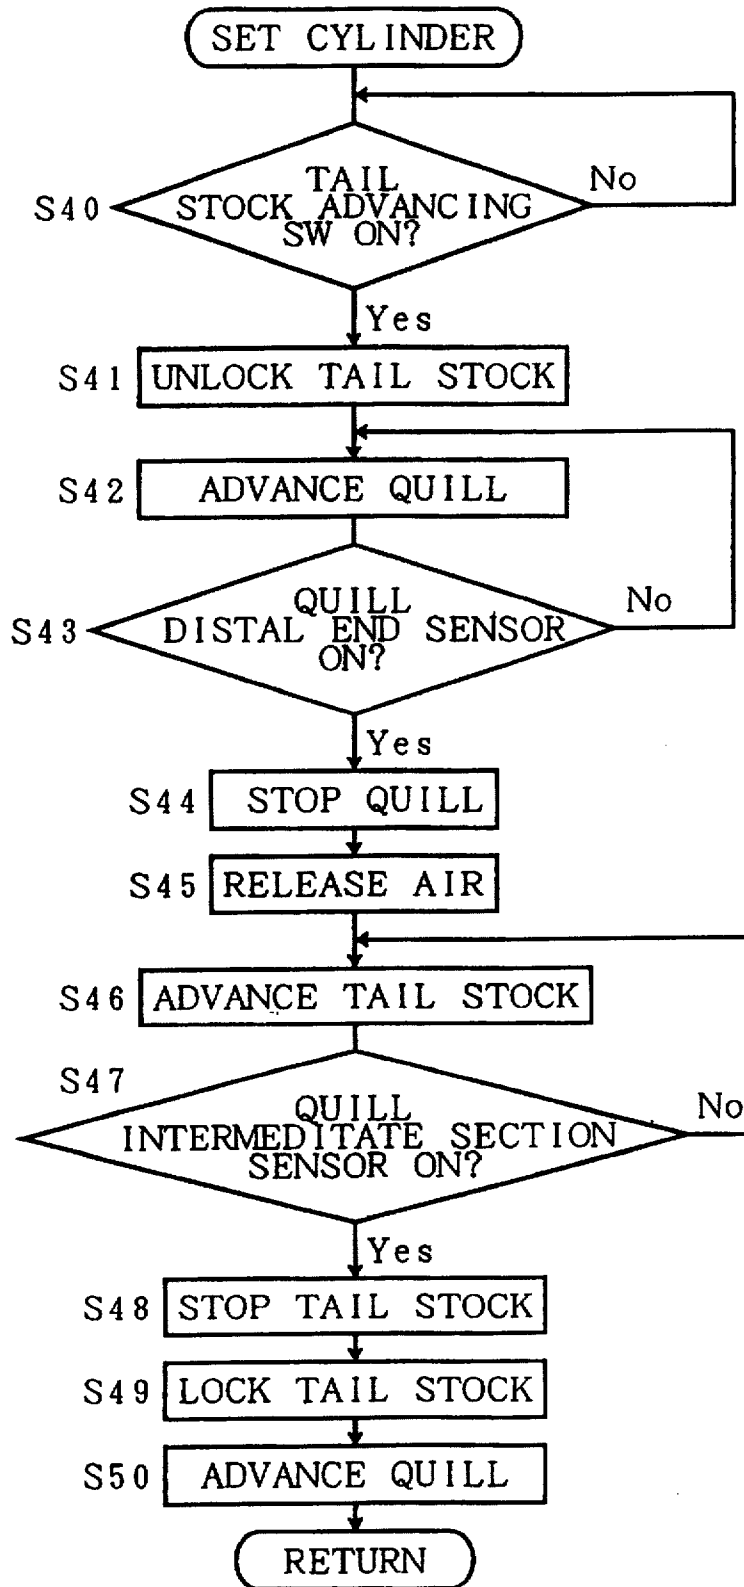 SET CYLINDER
TAIL
STOCK ADVANCING
SW ON?
No
S40
Yes
S41
UNLOCK TAIL STOCK
S42
ADVANCE QUILL
QUILL
DISTAL END SENSOR
ON?
No
S43
Yes
S44
STOP QUILL
S45
RELEASE AIR
S46
ADVANCE TAIL STOCK
S47
QUILL
INTERMEDITATE SECTION
SENSOR ON?
No
Yes
S48
STOP TAIL STOCK
S49
LOCK TAIL STOCK
S50
ADVANCE QUILL
RETURN